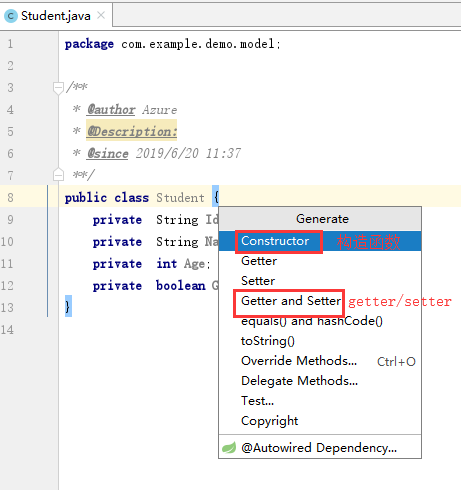 Student.java
1 package com.example.demo.model;
2
3 /**
4 * @author Azure
5 * @Description:
6 * @since 2019/6/20 11:37
7 **/
8 public class Student {
9 private String Id
10 private String Na
11 private int Age;
12 private boolean G
13 }
14
Generate
Constructor 构造函数
Getter
Setter
Getter and Setter getter/setter
equals() and hashCode()
toString()
Override Methods... Ctrl+O
Delegate Methods...
Test...
Copyright
@Autowired Dependency...